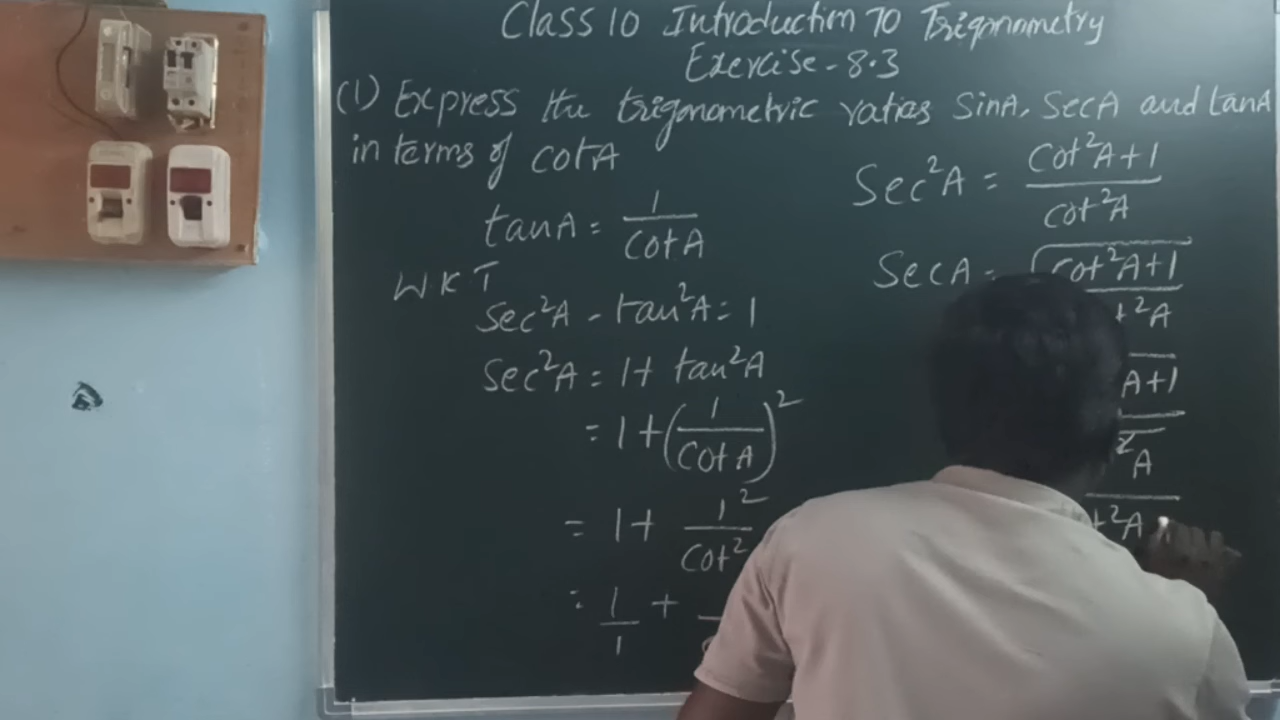 Class 10 Introduction To Trigonometry
Exercise - 8.3
(1) Express the trigonometric ratios SinA, SecA and tanA
in terms of cotA
tanA = 1/CotA
WKT
Sec²A - tan²A = 1
Sec²A = 1 + tan²A
= 1 + (1/CotA)²
= 1 + 1²/Cot²
= 1/1 +
Sec²A = Cot²A+1/Cot²A
SecA = √Cot²A+1
t²A
A+1
²A
t²A